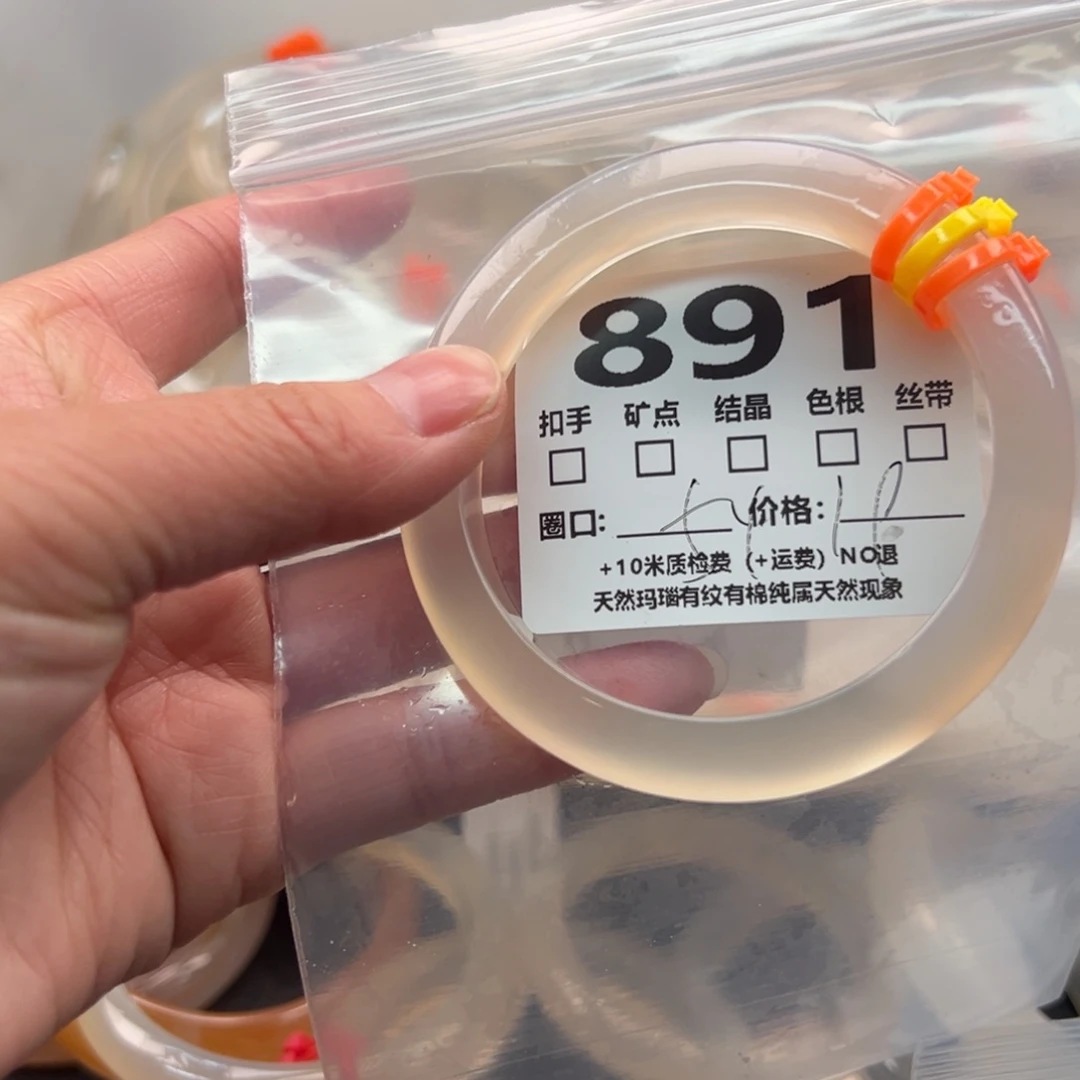 891
扣手 矿点 结晶 色根 丝带
圈口: 价格:
+10米质检费 (+运费) NO退
天然玛瑙有纹有棉纯属天然现象